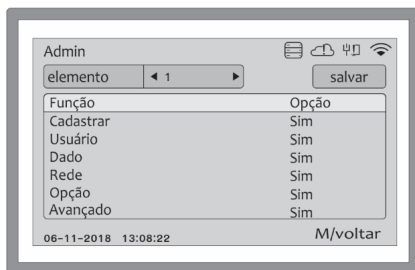 Admin
elemento ◀ 1 ▶ salvar
Função Opção
Cadastrar Sim
Usuário Sim
Dado Sim
Rede Sim
Opção Sim
Avançado Sim
06-11-2018 13:08:22 M/voltar